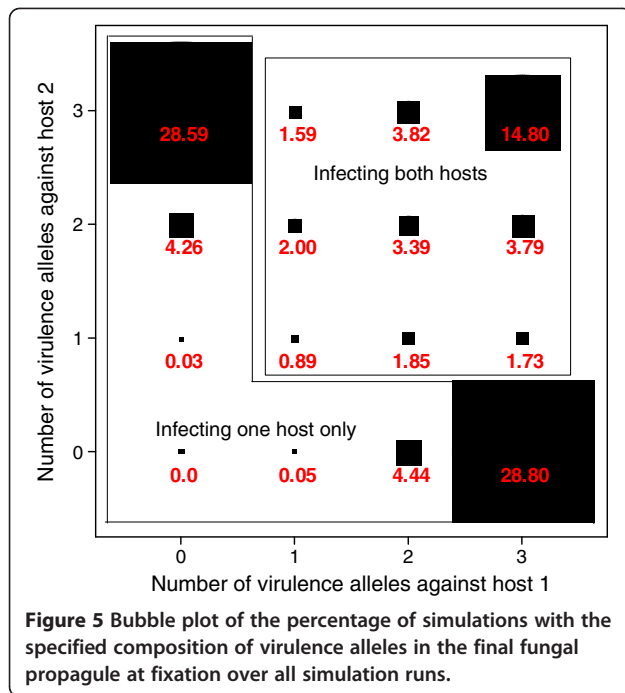 Number of virulence alleles against host 2
3
28.59
1.59
3.82
14.80
Infecting both hosts
2
4.26
2.00
3.39
3.79
1
0.03
0.89
1.85
1.73
Infecting one host only
0
0.0
0.05
4.44
28.80
0 1 2 3
Number of virulence alleles against host 1
Figure 5 Bubble plot of the percentage of simulations with the
specified composition of virulence alleles in the final fungal
propagule at fixation over all simulation runs.